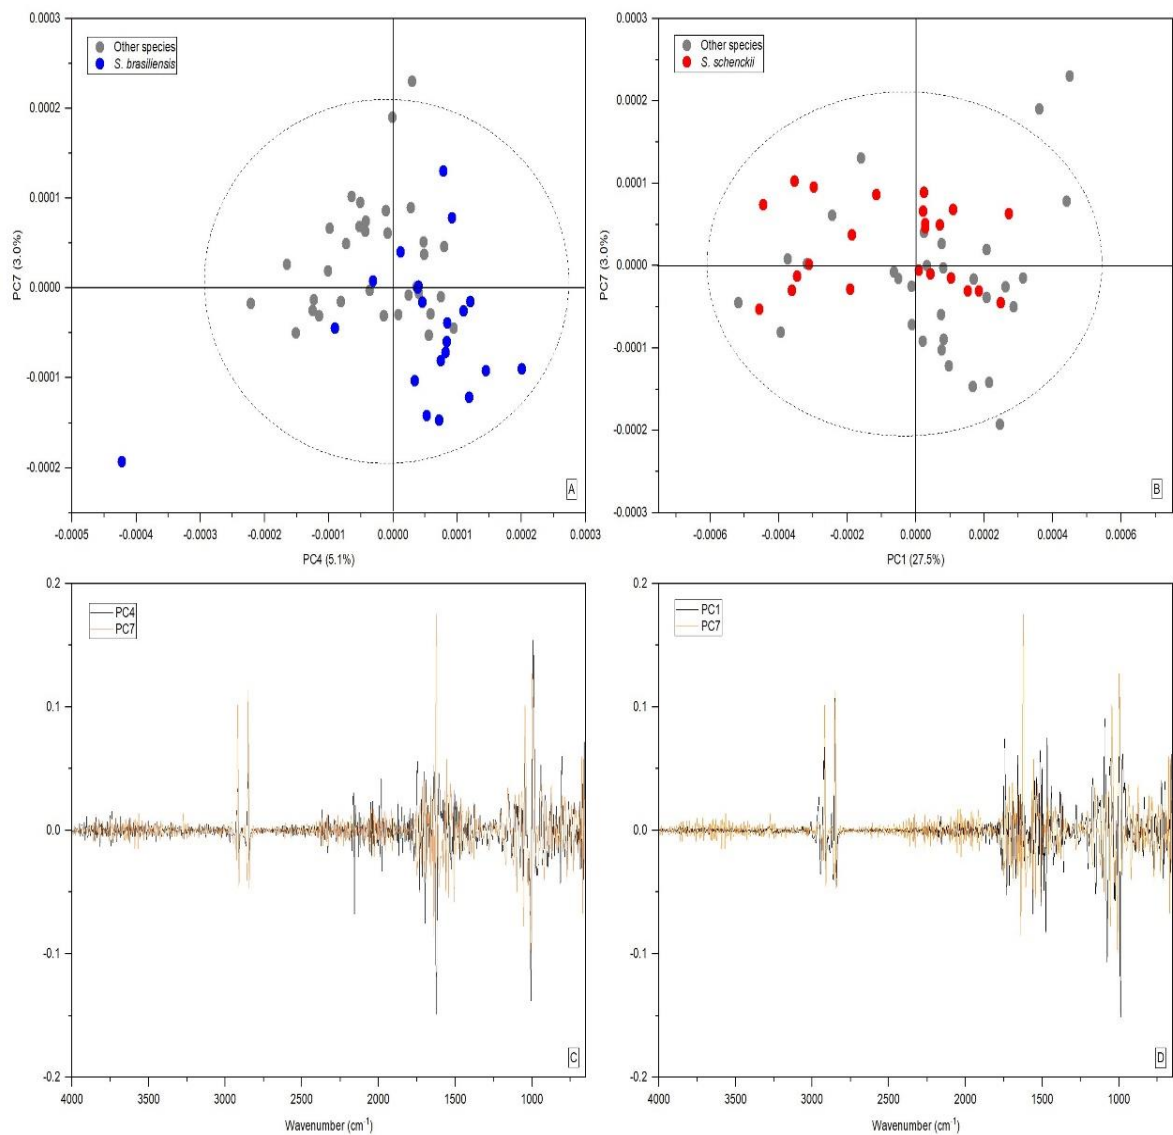 0.0003
0.0002
0.0001
0.0000
-0.0001
-0.0002
PC7 (3.0%)
Other species
S. brasiliensis
A
-0.0005
-0.0004
-0.0003
-0.0002
-0.0001
0.0000
0.0001
0.0002
0.0003
PC4 (5.1%)
0.0003
0.0002
0.0001
0.0000
-0.0001
-0.0002
-0.0003
PC7 (3.0%)
Other species
S. schenckii
B
-0.0006
-0.0004
-0.0002
0.0000
0.0002
0.0004
0.0006
PC1 (27.5%)
0.2
0.1
0.0
-0.1
-0.2
PC4
PC7
C
4000
3500
3000
2500
2000
1500
1000
Wavenumber (cm-1)
0.2
0.1
0.0
-0.1
-0.2
PC1
PC7
D
4000
3500
3000
2500
2000
1500
1000
Wavenumber (cm-1)